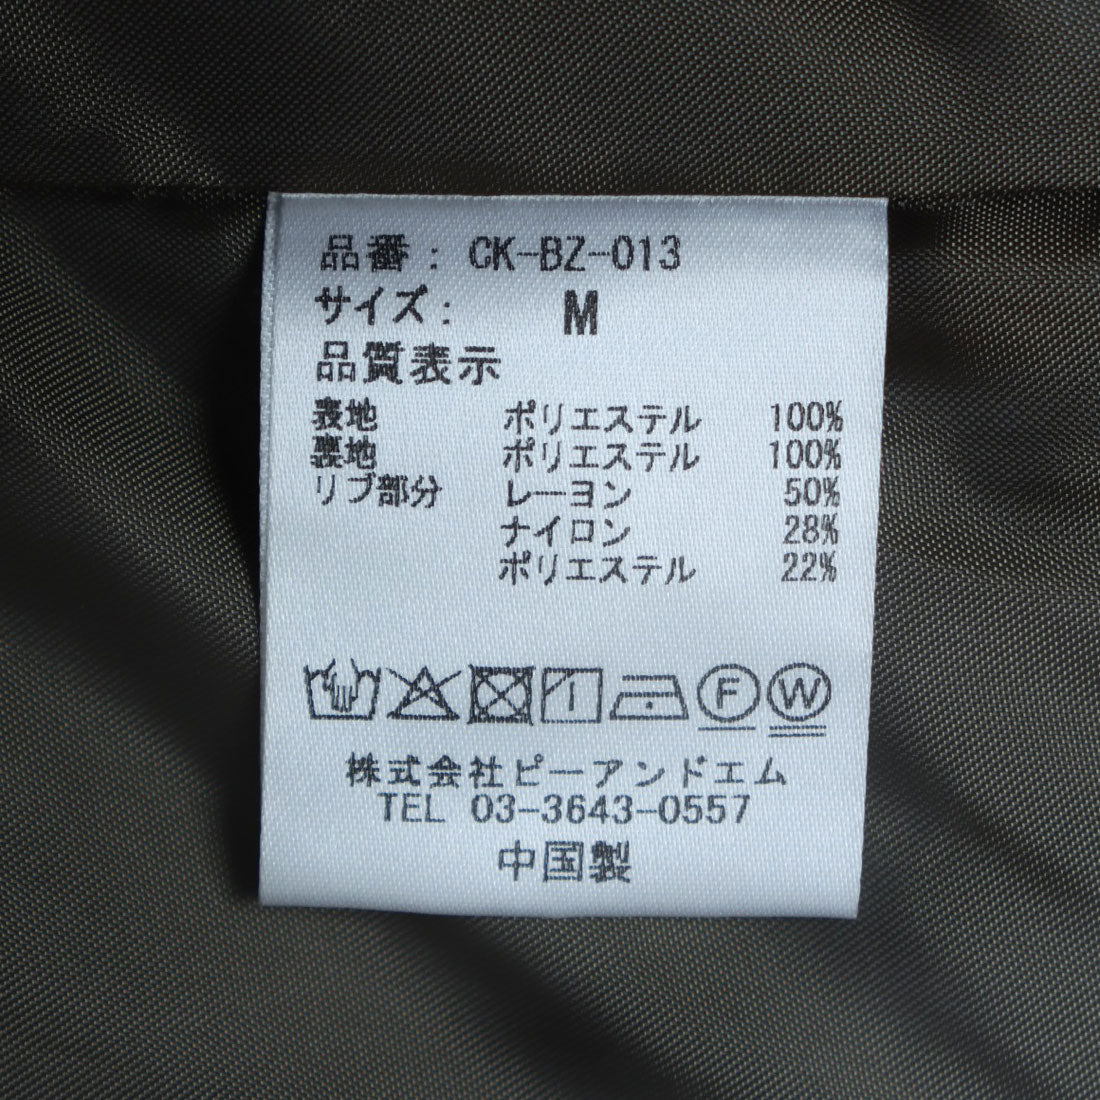 品番： CK-BZ-013
サイズ： M
品質表示
表地 ポリエステル 100%
裏地 ポリエステル 100%
リブ部分 レーヨン 50%
ナイロン 28%
ポリエステル 22%
F W
株式会社ピーアンドエム
TEL 03-3643-0557
中国製